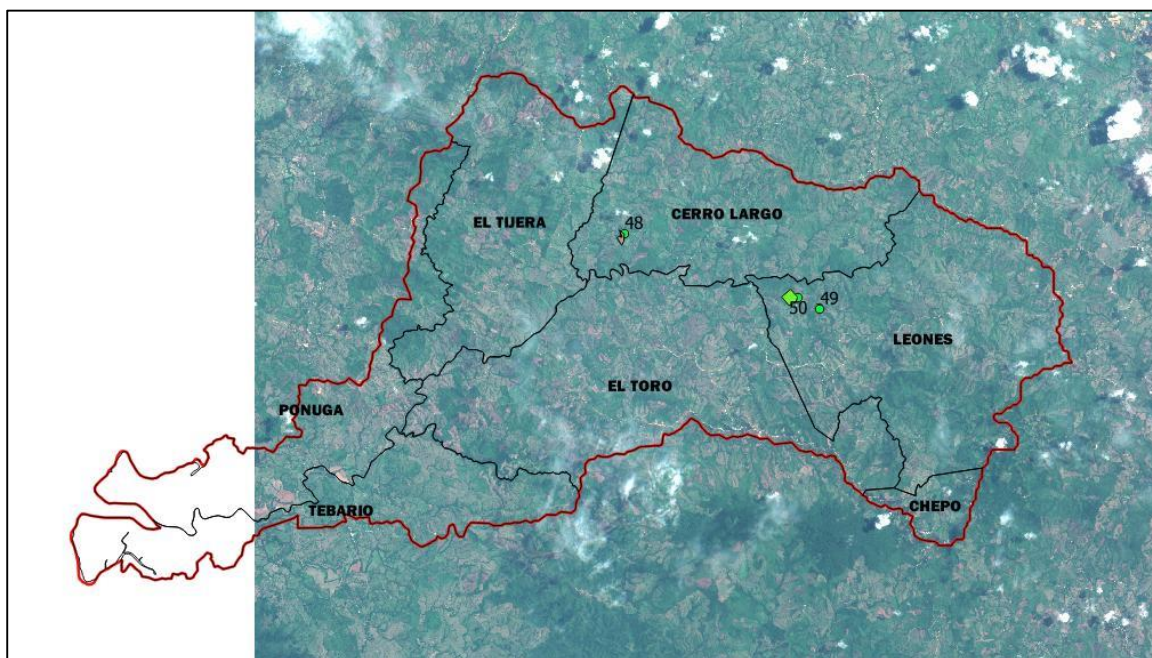 EL TIJERA
CERRO LARGO
48
49
50
LEONES
EL TORO
PONUGA
TEBARIO
CHEPO